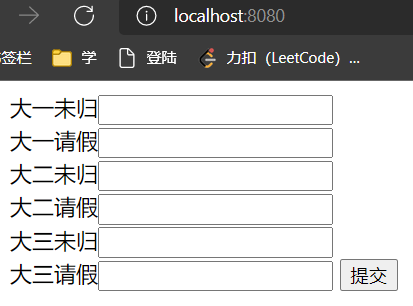 localhost:8080
签栏 学 登陆 力扣（LeetCode）...
大一未归
大一请假
大二未归
大二请假
大三未归
大三请假 提交